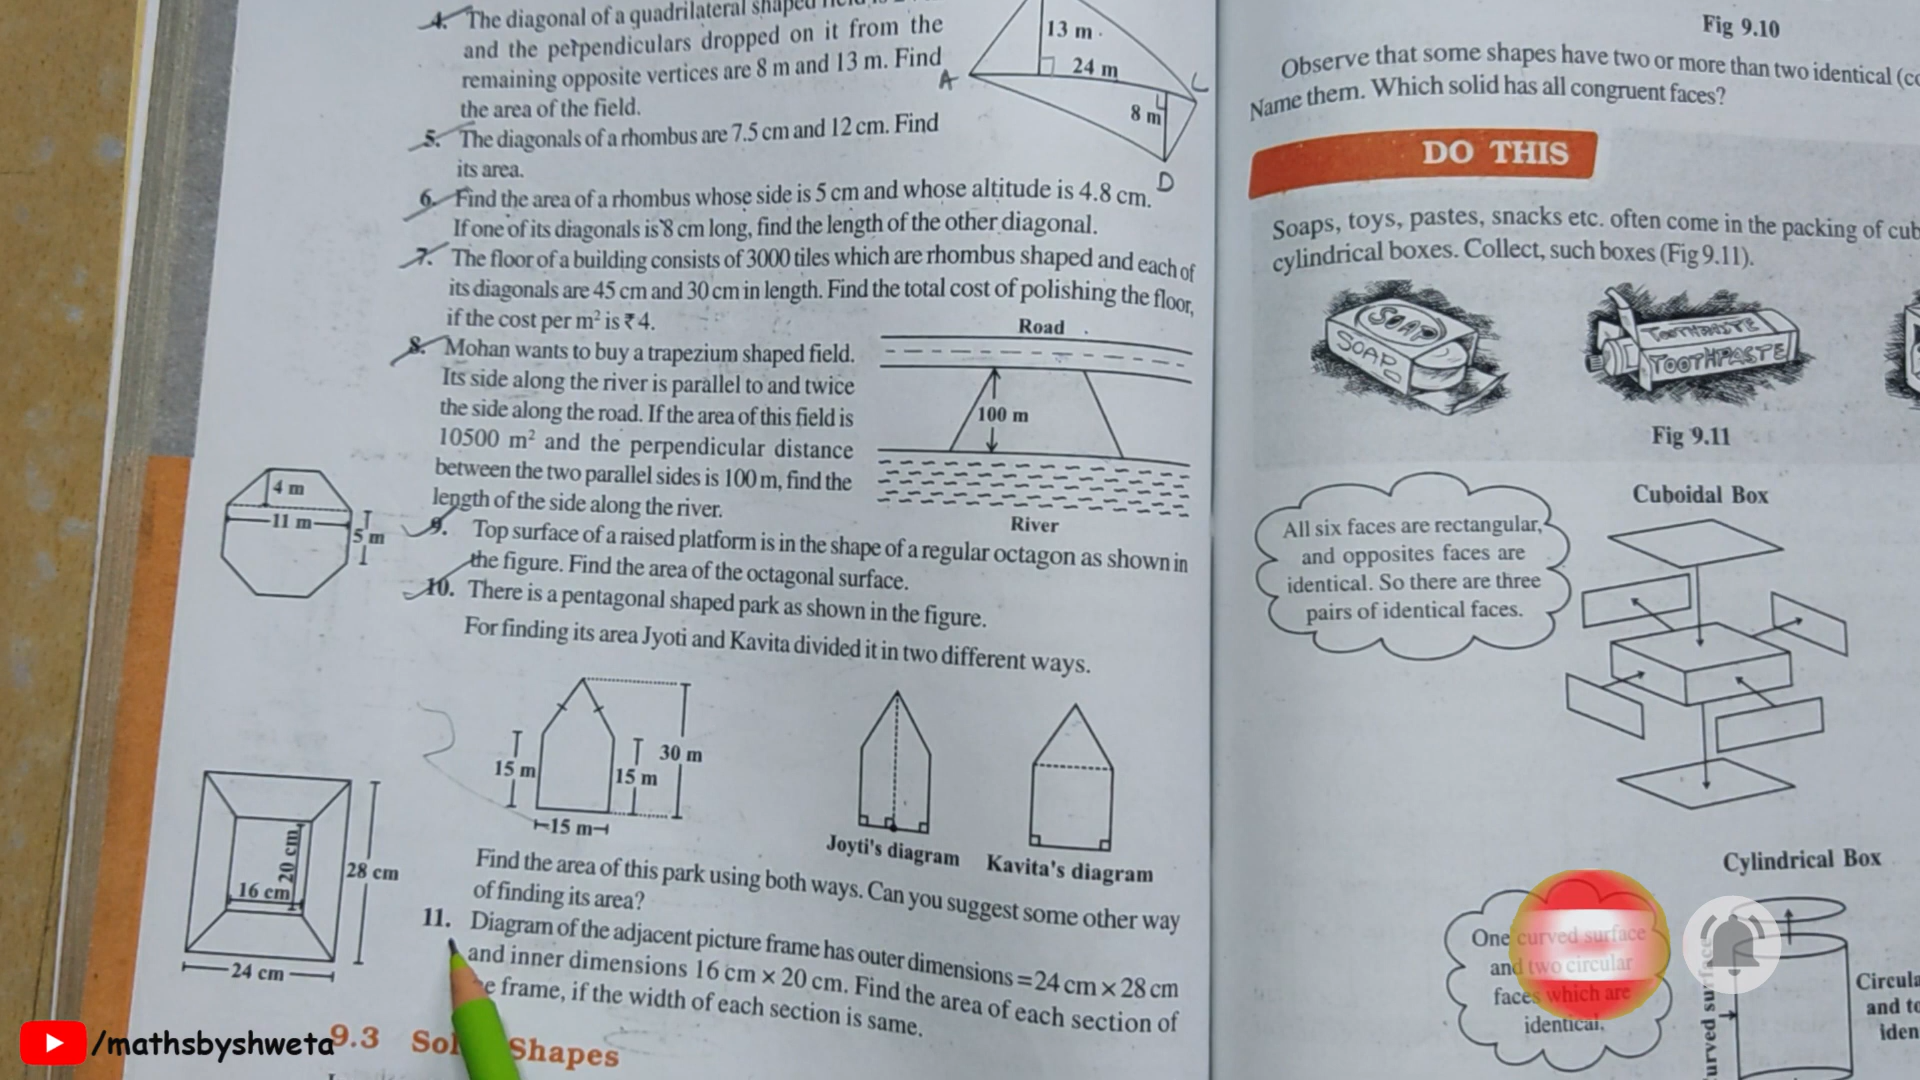 4. The diagonal of a quadrilateral shaped
and the perpendiculars dropped on it from the
remaining opposite vertices are 8 m and 13 m. Find
the area of the field.
13 m
24 m
8 m
A
C
D
5. The diagonals of a rhombus are 7.5 cm and 12 cm. Find
its area.
6. Find the area of a rhombus whose side is 5 cm and whose altitude is 4.8 cm.
If one of its diagonals is 8 cm long, find the length of the other diagonal.
7. The floor of a building consists of 3000 tiles which are rhombus shaped and each of
its diagonals are 45 cm and 30 cm in length. Find the total cost of polishing the floor,
if the cost per m² is ₹ 4.
8. Mohan wants to buy a trapezium shaped field.
Its side along the river is parallel to and twice
the side along the road. If the area of this field is
10500 m² and the perpendicular distance
between the two parallel sides is 100 m, find the
length of the side along the river.
Road
100 m
River
4 m
11 m
5 m
9. Top surface of a raised platform is in the shape of a regular octagon as shown in
the figure. Find the area of the octagonal surface.
10. There is a pentagonal shaped park as shown in the figure.
For finding its area Jyoti and Kavita divided it in two different ways.
15 m
15 m
30 m
15 m
Joyti's diagram
Kavita's diagram
Find the area of this park using both ways. Can you suggest some other way
of finding its area?
20 cm
16 cm
28 cm
24 cm
11. Diagram of the adjacent picture frame has outer dimensions = 24 cm × 28 cm
and inner dimensions 16 cm × 20 cm. Find the area of each section of
e frame, if the width of each section is same.
/mathsbyshweta
9.3 Sol Shapes
Fig 9.10
Observe that some shapes have two or more than two identical (co
Name them. Which solid has all congruent faces?
DO THIS
Soaps, toys, pastes, snacks etc. often come in the packing of cub
cylindrical boxes. Collect, such boxes (Fig 9.11).
SOAP
SOAP
TOOTHPASTE
TOOTHPASTE
Fig 9.11
Cuboidal Box
All six faces are rectangular,
and opposites faces are
identical. So there are three
pairs of identical faces.
Cylindrical Box
One curved surface
and two circular
faces which are
identical.
urved surface
Circula
and to
iden